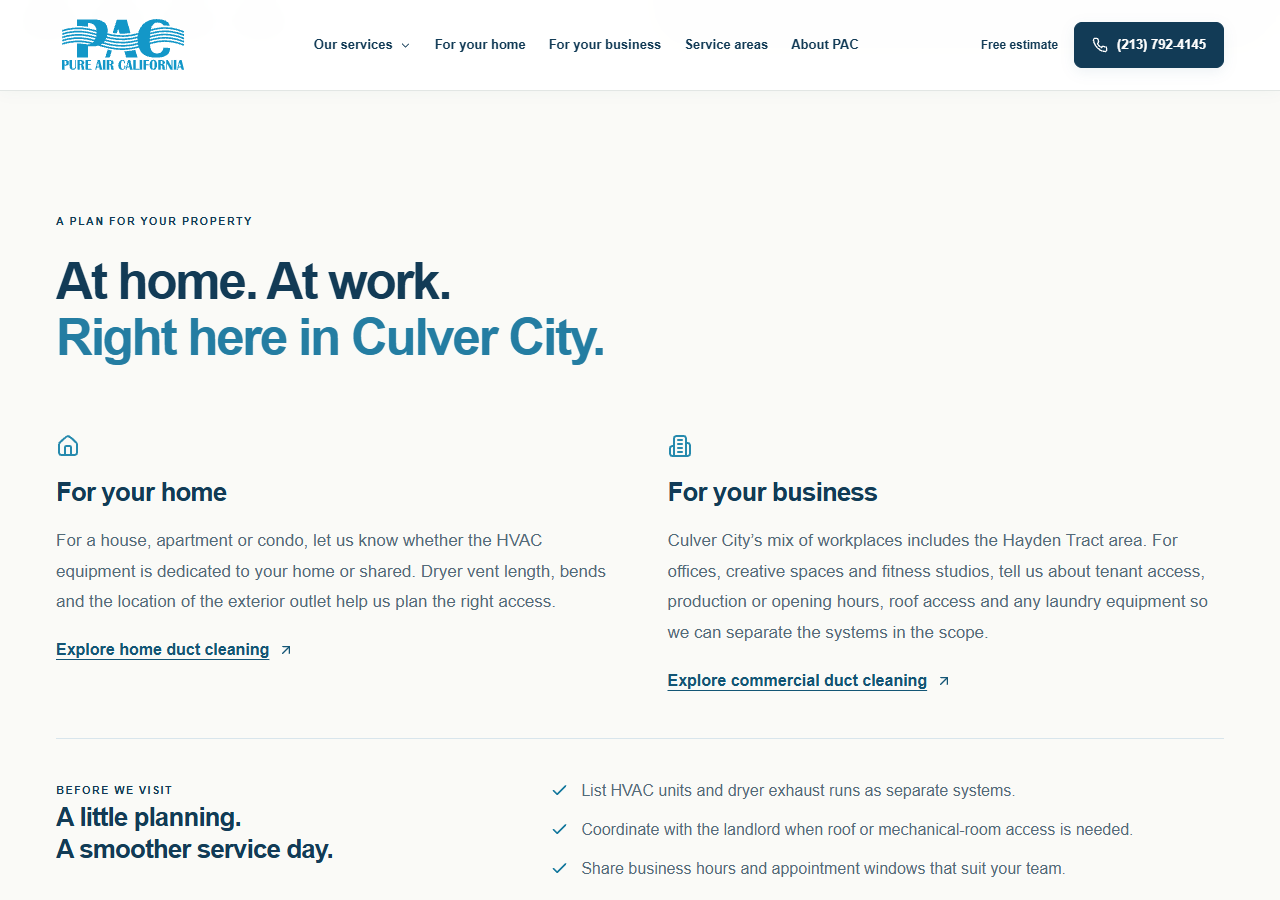 PAC
PURE AIR CALIFORNIA
Our services
For your home
For your business
Service areas
About PAC
Free estimate
(213) 792-4145
A PLAN FOR YOUR PROPERTY
At home. At work.
Right here in Culver City.
For your home
For a house, apartment or condo, let us know whether the HVAC
equipment is dedicated to your home or shared. Dryer vent length, bends
and the location of the exterior outlet help us plan the right access.
Explore home duct cleaning
For your business
Culver City’s mix of workplaces includes the Hayden Tract area. For
offices, creative spaces and fitness studios, tell us about tenant access,
production or opening hours, roof access and any laundry equipment so
we can separate the systems in the scope.
Explore commercial duct cleaning
BEFORE WE VISIT
A little planning.
A smoother service day.
List HVAC units and dryer exhaust runs as separate systems.
Coordinate with the landlord when roof or mechanical-room access is needed.
Share business hours and appointment windows that suit your team.